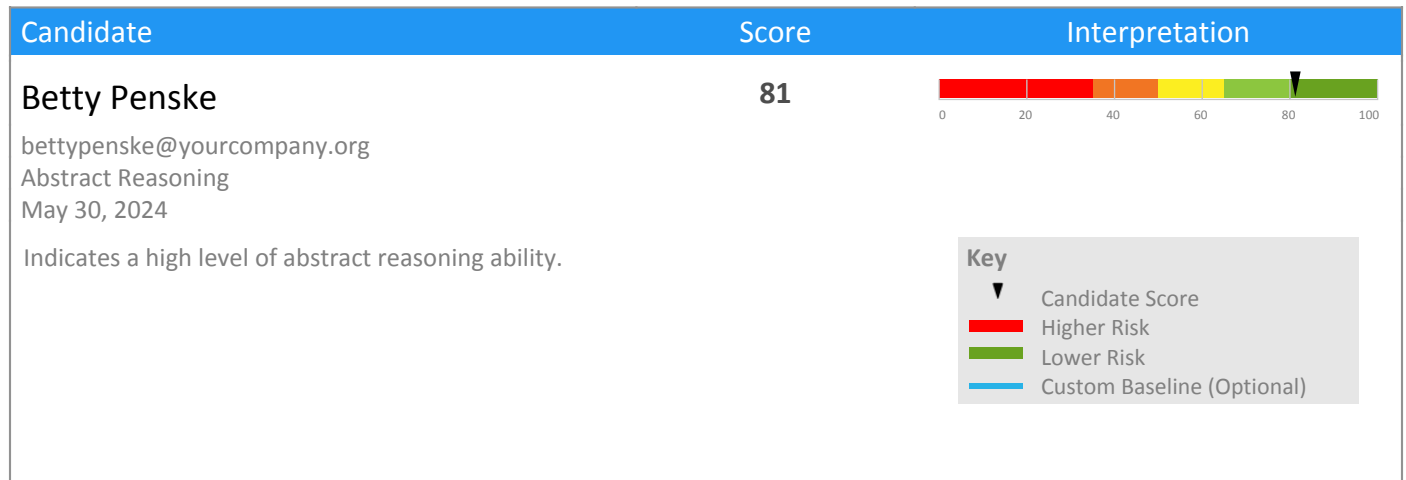 Candidate Score Interpretation
Betty Penske 81
0 20 40 60 80 100
bettypenske@yourcompany.org
Abstract Reasoning
May 30, 2024
Indicates a high level of abstract reasoning ability.
Key
Candidate Score
Higher Risk
Lower Risk
Custom Baseline (Optional)